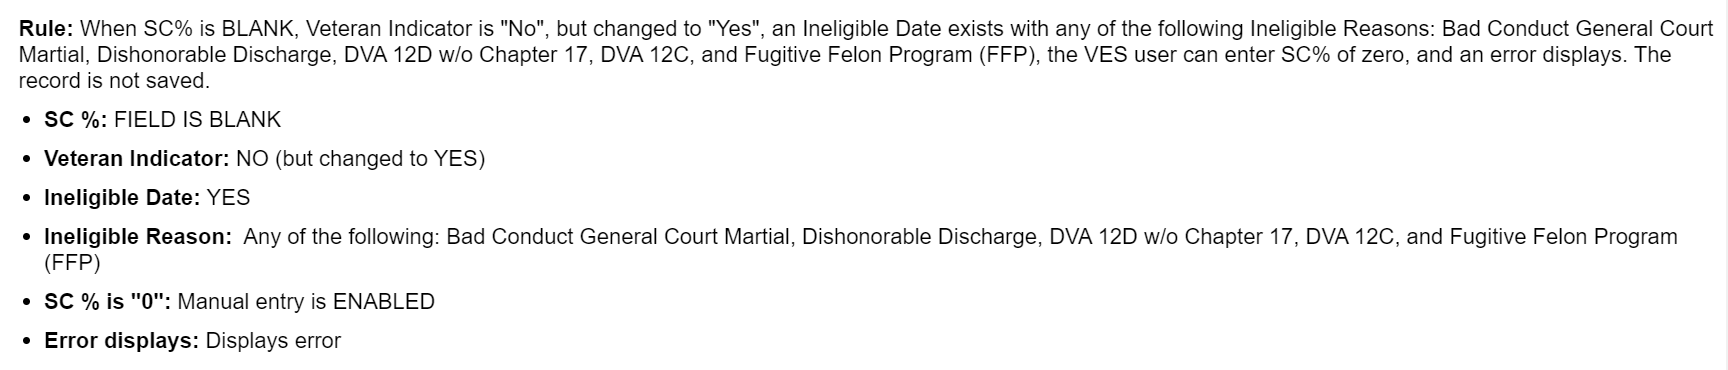 Rule: When SC% is BLANK, Veteran Indicator is "No", but changed to "Yes", an Ineligible Date exists with any of the following Ineligible Reasons: Bad Conduct General Court
Martial, Dishonorable Discharge, DVA 12D w/o Chapter 17, DVA 12C, and Fugitive Felon Program (FFP), the VES user can enter SC% of zero, and an error displays. The
record is not saved.
• SC %: FIELD IS BLANK
• Veteran Indicator: NO (but changed to YES)
• Ineligible Date: YES
• Ineligible Reason:  Any of the following: Bad Conduct General Court Martial, Dishonorable Discharge, DVA 12D w/o Chapter 17, DVA 12C, and Fugitive Felon Program
(FFP)
• SC % is "0": Manual entry is ENABLED
• Error displays: Displays error